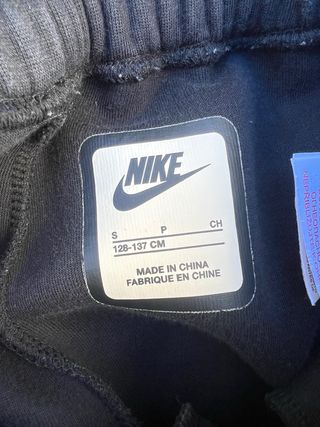 NIKE
S P CH
128-137 CM
MADE IN CHINA
FABRIQUE EN CHINE